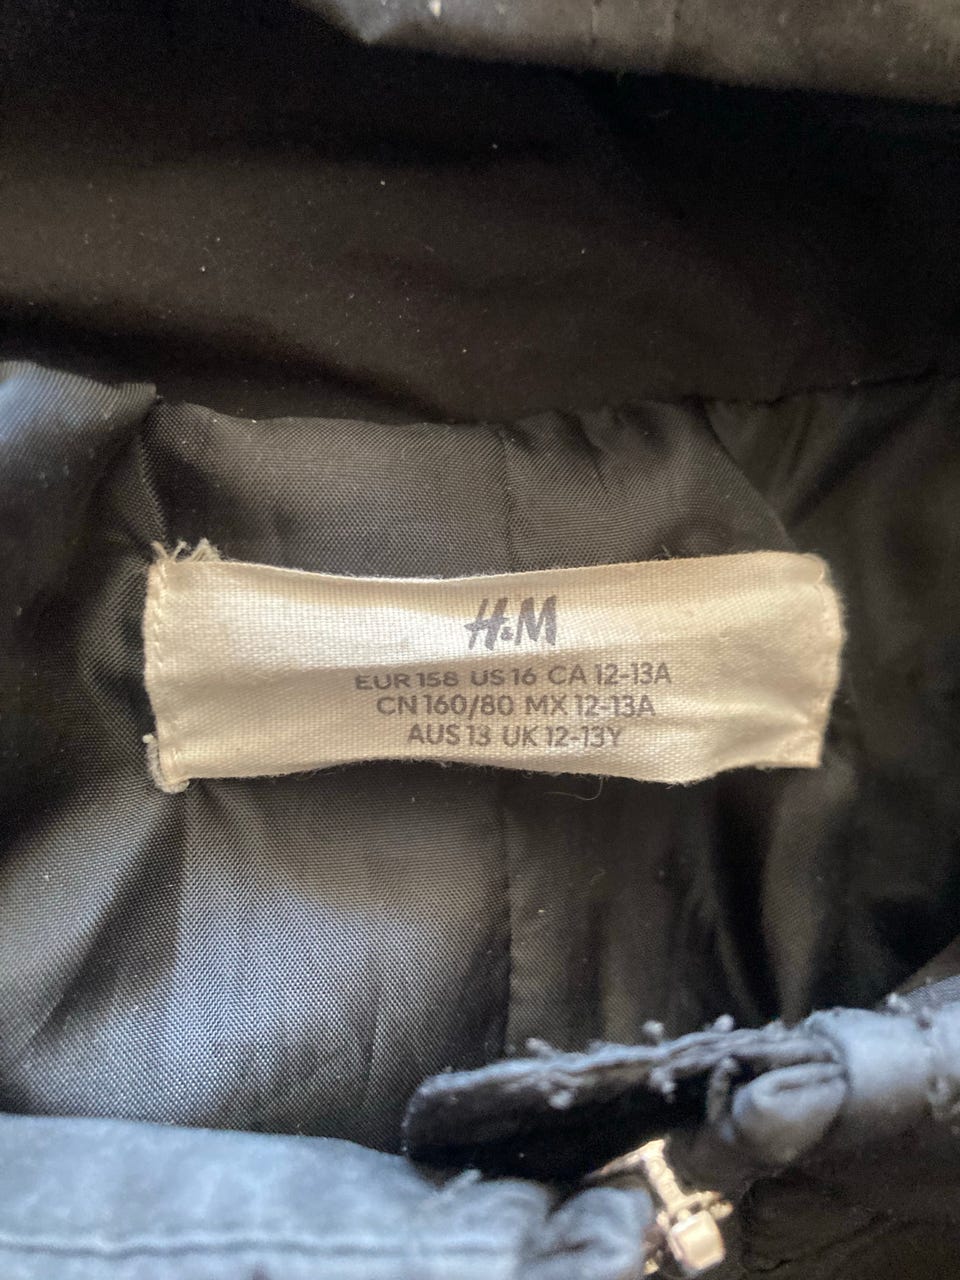 H&M
EUR 158 US 16 CA 12-13A
CN 160/80 MX 12-13A
AUS 13 UK 12-13Y